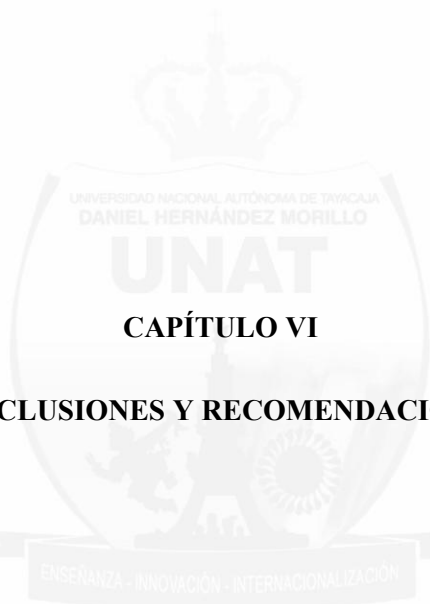 UNIVERSIDAD NACIONAL AUTÓNOMA DE TAYACAJA
DANIEL HERNÁNDEZ MORILLO
UNAT
CAPÍTULO VI
CLUSIONES Y RECOMENDACI
ENSEÑANZA - INNOVACIÓN - INTERNACIONALIZACIÓN